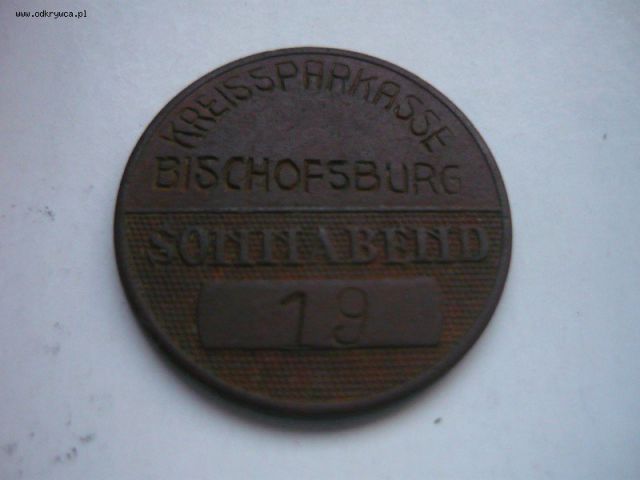 www.odkrywca.pl
KREISSPARKASSE
BISCHOFSBURG
SONNABEND
19